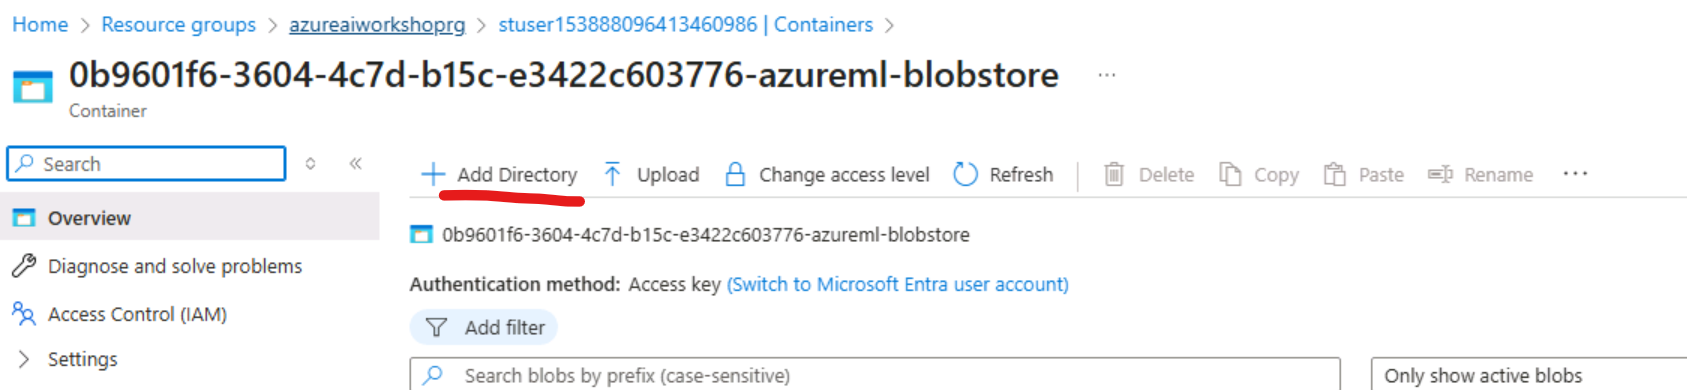 Home > Resource groups > azureaiworkshoprg > stuser153888096413460986 | Containers >
0b9601f6-3604-4c7d-b15c-e3422c603776-azureml-blobstore ...
Container
Search
Add Directory Upload Change access level Refresh Delete Copy Paste Rename ...
Overview
0b9601f6-3604-4c7d-b15c-e3422c603776-azureml-blobstore
Diagnose and solve problems
Authentication method: Access key (Switch to Microsoft Entra user account)
Access Control (IAM)
Add filter
Settings
Search blobs by prefix (case-sensitive)
Only show active blobs